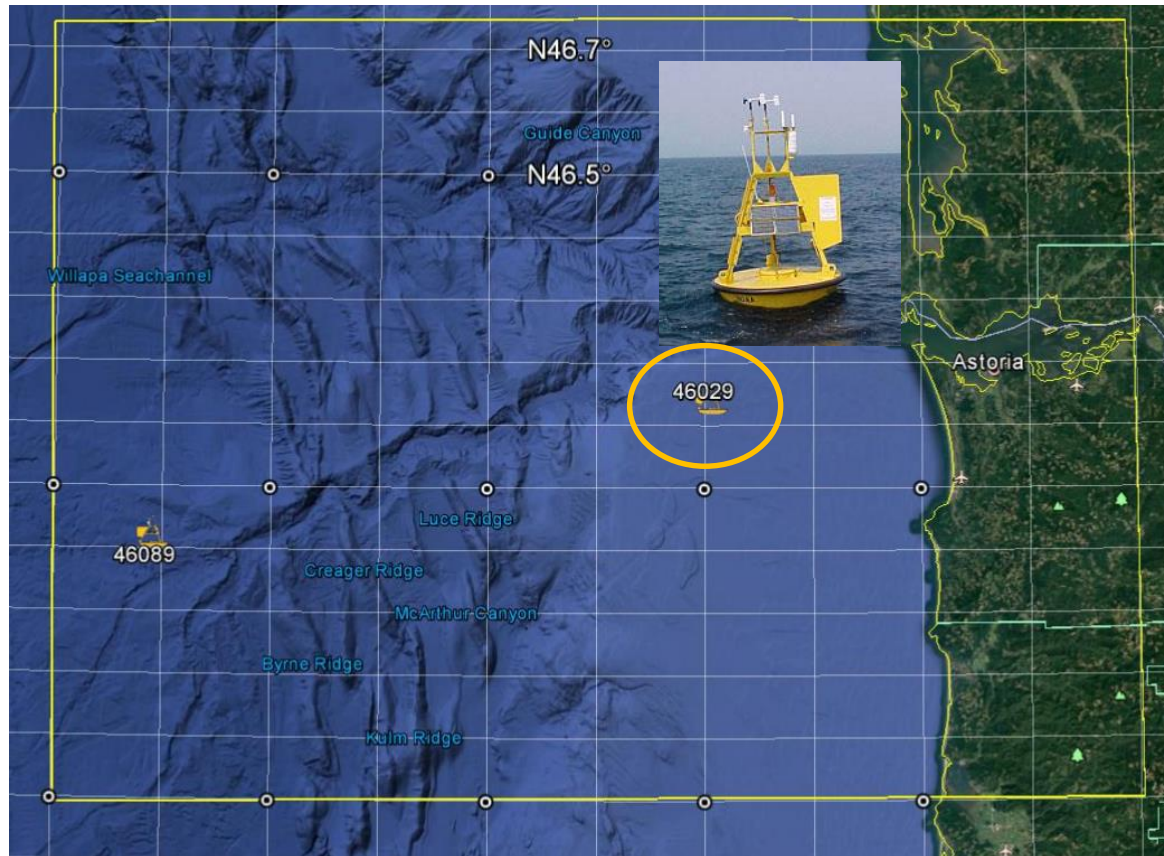 N46.7°
Guide Canyon
N46.5°
Willapa Seachannel
Astoria
46029
Luce Ridge
46089
Creager Ridge
McArthur Canyon
Byrne Ridge
Kulm Ridge